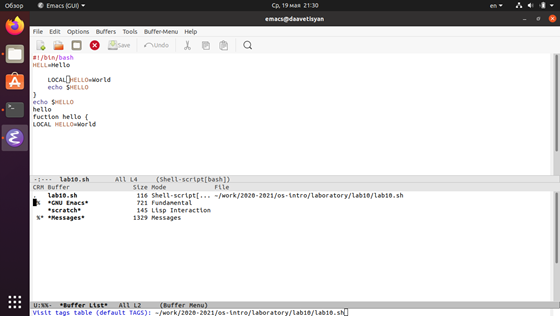 Обзор Emacs (GUI) Ср, 19 мая 21:30 en
emacs@daavetisyan
File Edit Options Buffers Tools Buffer-Menu Help
Save Undo
#!/bin/bash
HELL=Hello
LOCAL HELLO=World
echo $HELLO
}
echo $HELLO
hello
fuction hello {
LOCAL HELLO=World
-:--- lab10.sh All L4 (Shell-script[bash])
CRM Buffer Size Mode File
. lab10.sh 116 Shell-script[... ~/work/2020-2021/os-intro/laboratory/lab10/lab10.sh
% *GNU Emacs* 721 Fundamental
*scratch* 145 Lisp Interaction
%* *Messages* 1329 Messages
U:%%- *Buffer List* All L2 (Buffer Menu)
Visit tags table (default TAGS): ~/work/2020-2021/os-intro/laboratory/lab10/lab10.sh